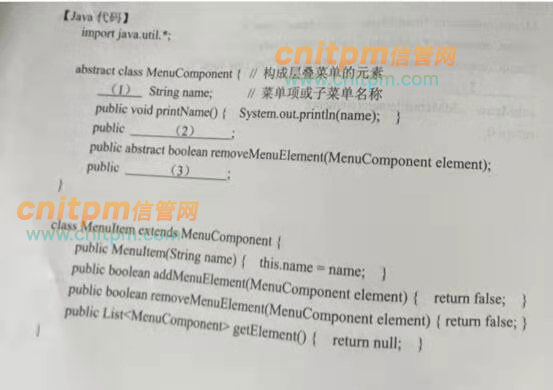 【Java 代码】
import java.util.*;
cnitpm信管网
www.cnitpm.com
abstract class MenuComponent { // 构成层叠菜单的元素
(1) String name; // 菜单项或子菜单名称
public void printName() { System.out.println(name); }
public (2) ;
public abstract boolean removeMenuElement(MenuComponent element);
public (3) ;
}
cnitpm信管网
www.cnitpm.com
class MenuItem extends MenuComponent {
public MenuItem(String name) { this.name = name; }
public boolean addMenuElement(MenuComponent element) { return false; }
public boolean removeMenuElement(MenuComponent element) { return false; }
public List<MenuComponent> getElement() { return null; }
}